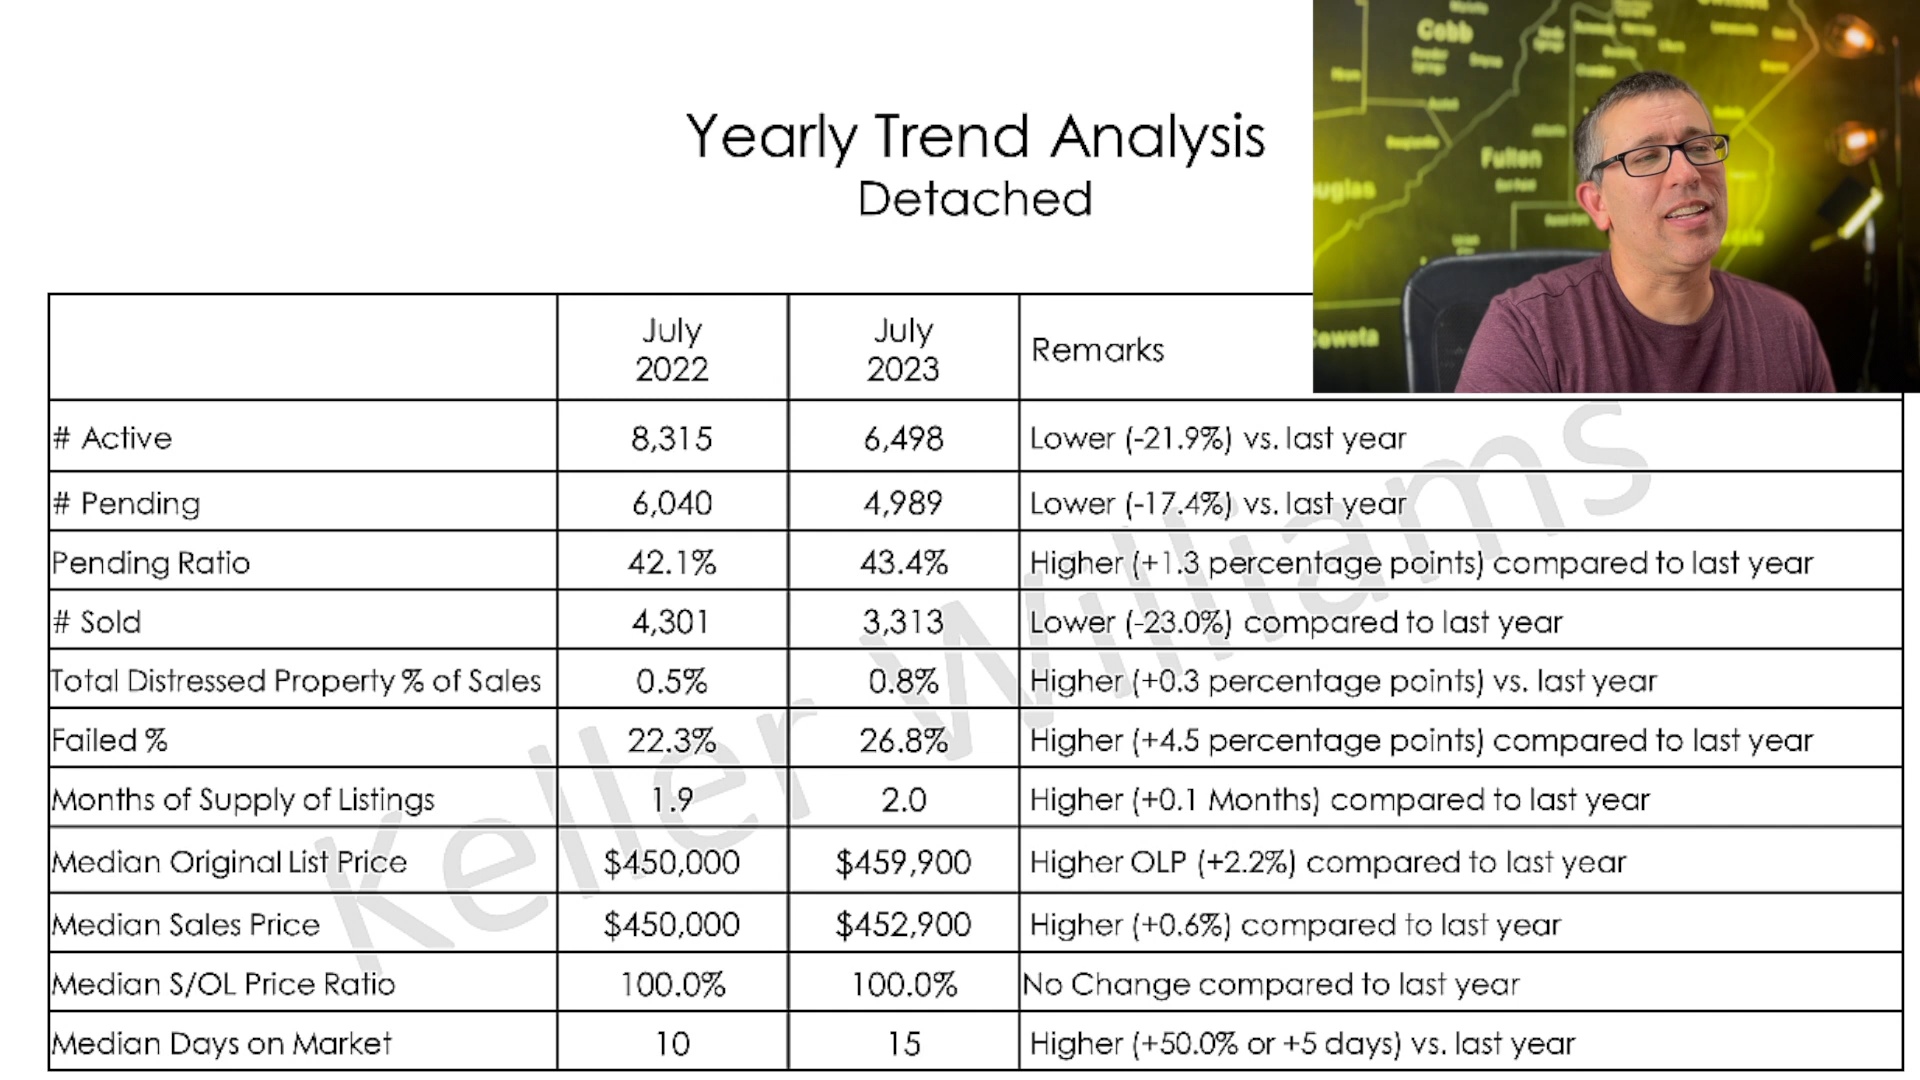 Yearly Trend Analysis
Detached
Cobb
Fulton
July 2022
July 2023
Remarks
# Active 8,315 6,498 Lower (-21.9%) vs. last year
# Pending 6,040 4,989 Lower (-17.4%) vs. last year
Pending Ratio 42.1% 43.4% Higher (+1.3 percentage points) compared to last year
# Sold 4,301 3,313 Lower (-23.0%) compared to last year
Total Distressed Property % of Sales 0.5% 0.8% Higher (+0.3 percentage points) vs. last year
Failed % 22.3% 26.8% Higher (+4.5 percentage points) compared to last year
Months of Supply of Listings 1.9 2.0 Higher (+0.1 Months) compared to last year
Median Original List Price $450,000 $459,900 Higher OLP (+2.2%) compared to last year
Median Sales Price $450,000 $452,900 Higher (+0.6%) compared to last year
Median S/OL Price Ratio 100.0% 100.0% No Change compared to last year
Median Days on Market 10 15 Higher (+50.0% or +5 days) vs. last year
Keller Williams